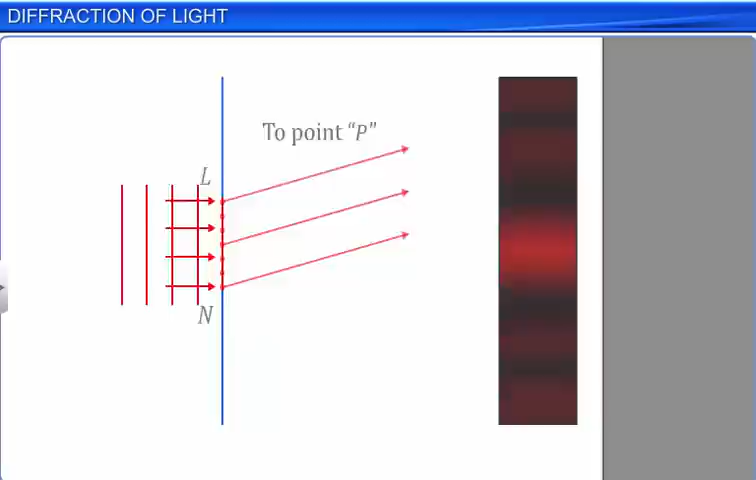 DIFFRACTION OF LIGHT
To point “P”
L
N